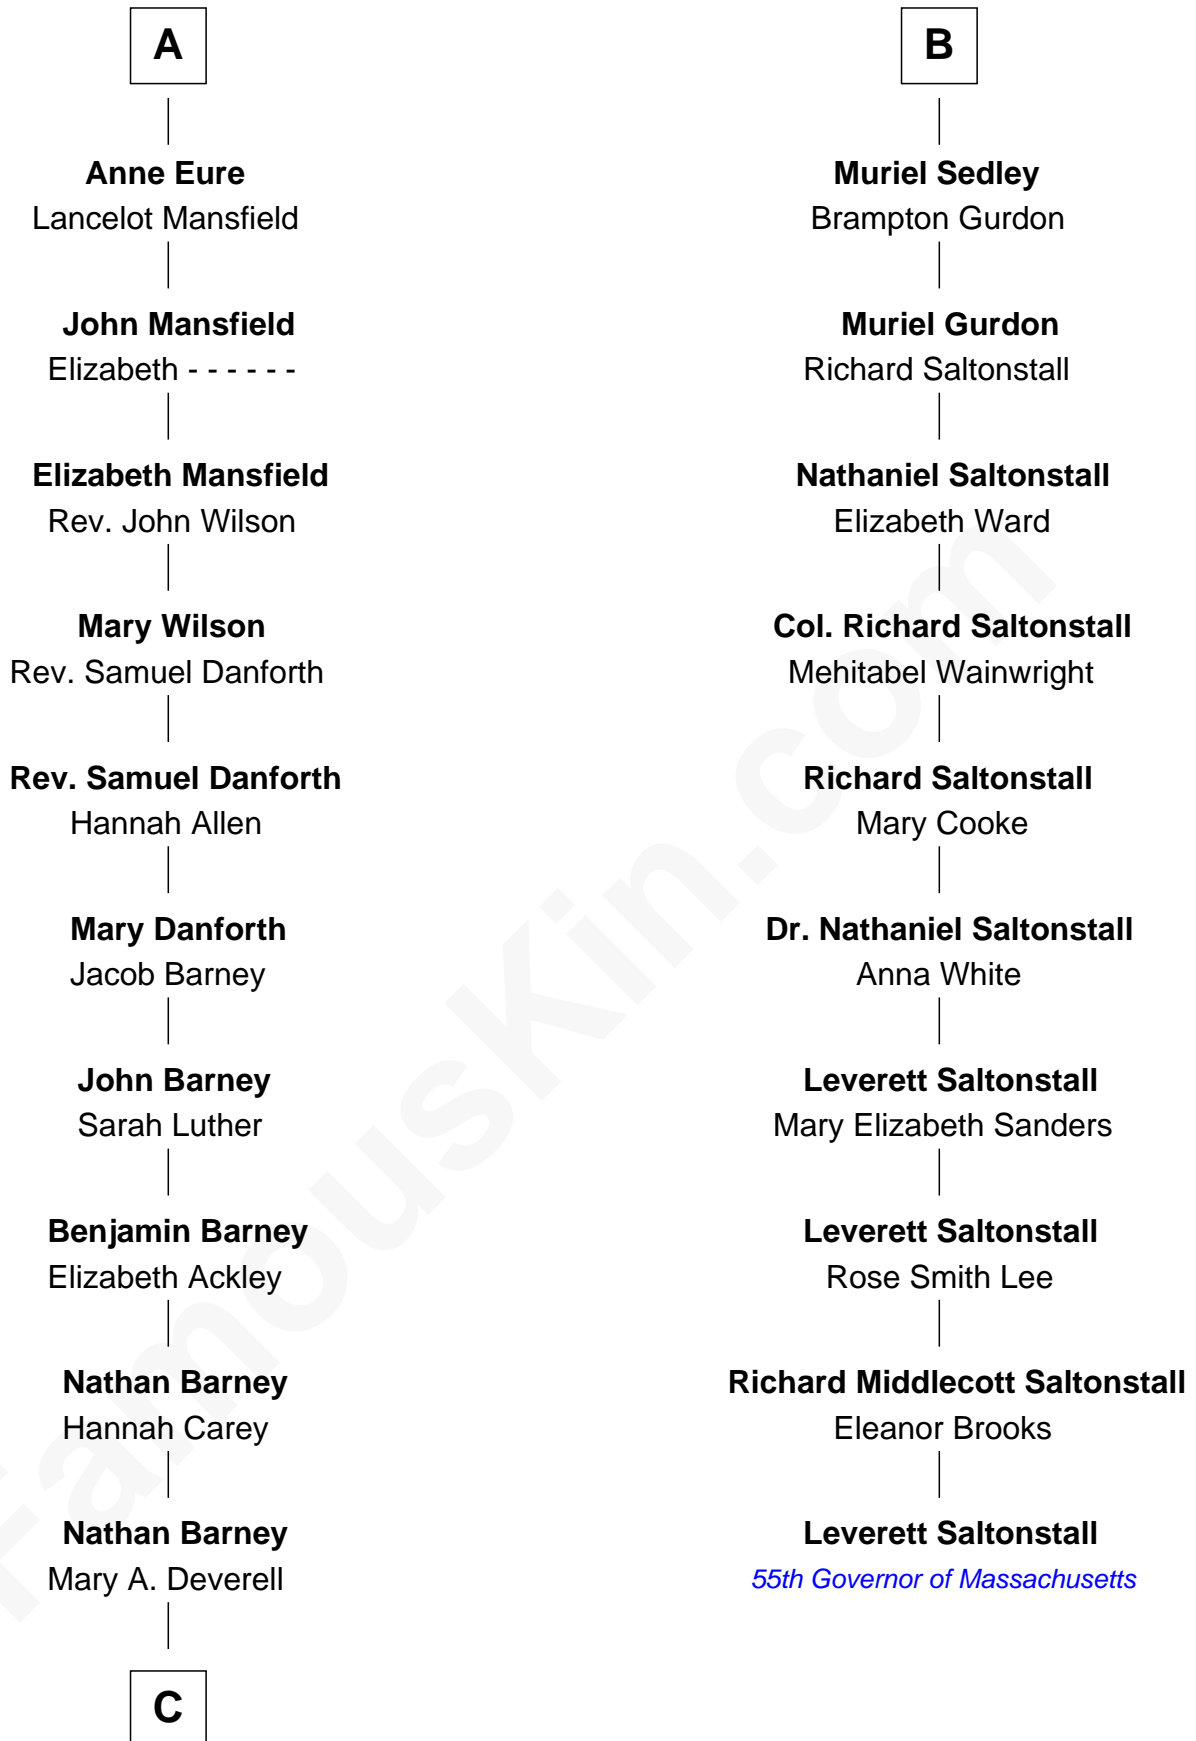 A
Anne Eure
Lancelot Mansfield
John Mansfield
Elizabeth - - - - - -
Elizabeth Mansfield
Rev. John Wilson
Mary Wilson
Rev. Samuel Danforth
Rev. Samuel Danforth
Hannah Allen
Mary Danforth
Jacob Barney
John Barney
Sarah Luther
Benjamin Barney
Elizabeth Ackley
Nathan Barney
Hannah Carey
Nathan Barney
Mary A. Deverell
C
B
Muriel Sedley
Brampton Gurdon
Muriel Gurdon
Richard Saltonstall
Nathaniel Saltonstall
Elizabeth Ward
Col. Richard Saltonstall
Mehitabel Wainwright
Richard Saltonstall
Mary Cooke
Dr. Nathaniel Saltonstall
Anna White
Leverett Saltonstall
Mary Elizabeth Sanders
Leverett Saltonstall
Rose Smith Lee
Richard Middlecott Saltonstall
Eleanor Brooks
Leverett Saltonstall
55th Governor of Massachusetts
FamousKin.com